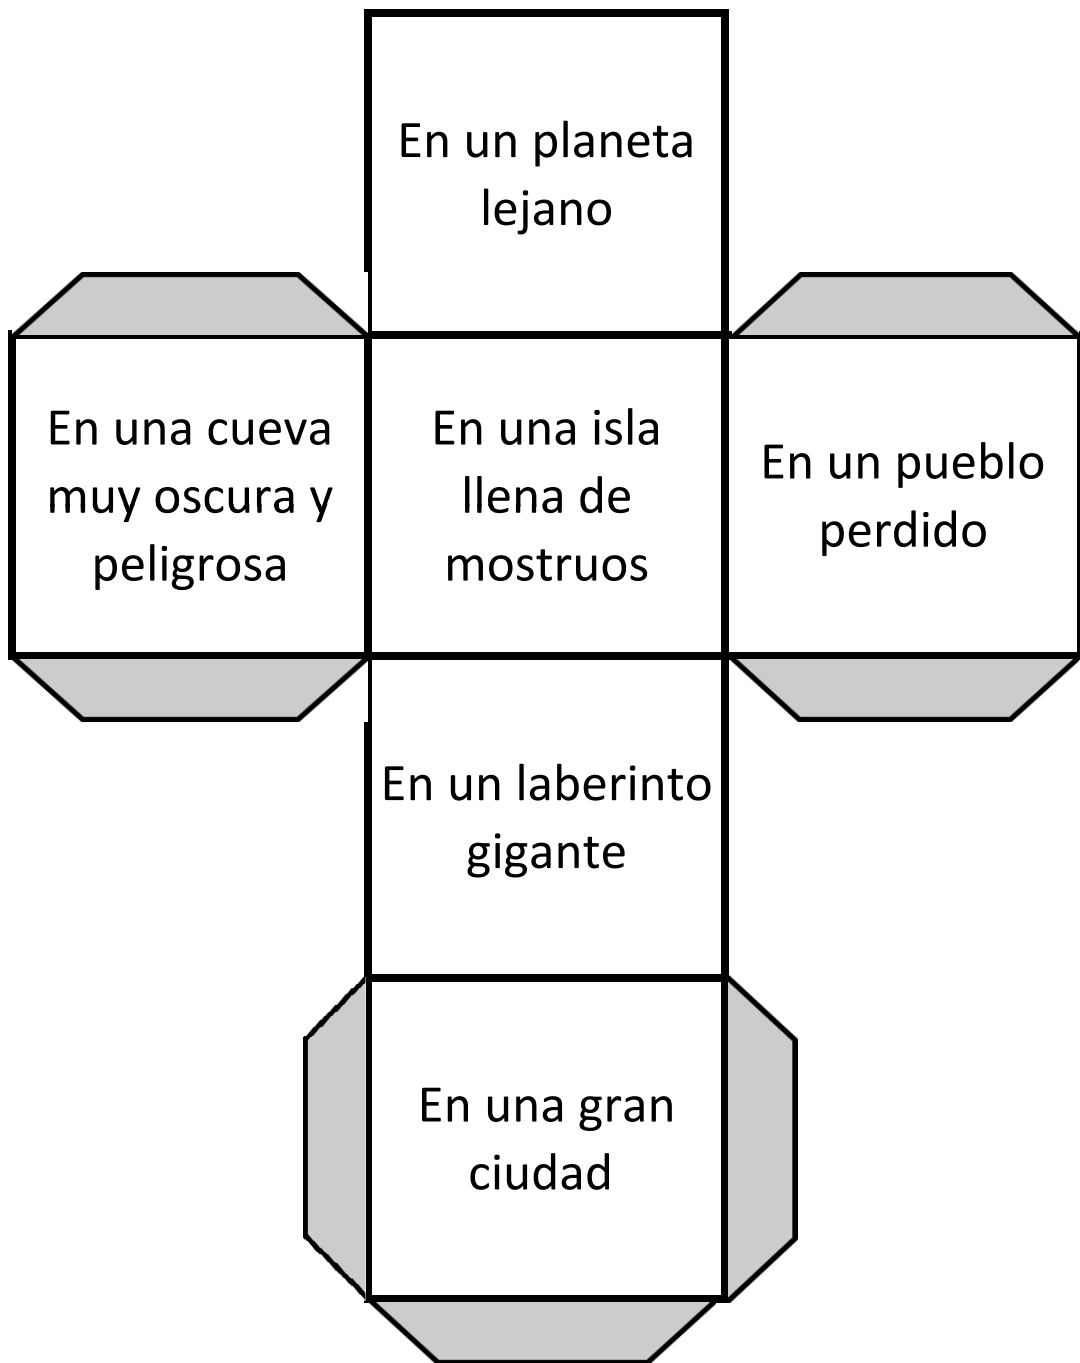 En un planeta
lejano
En una cueva
muy oscura y
peligrosa
En una isla
llena de
mostruos
En un pueblo
perdido
En un laberinto
gigante
En una gran
ciudad